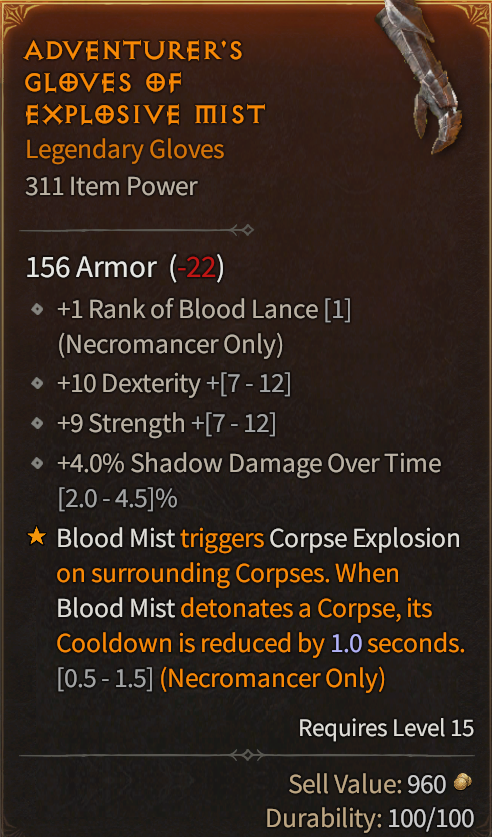 ADVENTURER'S
GLOVES OF
EXPLOSIVE MIST
Legendary Gloves
311 Item Power
156 Armor (-22)
+1 Rank of Blood Lance [1]
(Necromancer Only)
+10 Dexterity +[7 - 12]
+9 Strength +[7 - 12]
+4.0% Shadow Damage Over Time
[2.0 - 4.5]%
Blood Mist triggers Corpse Explosion
on surrounding Corpses. When
Blood Mist detonates a Corpse, its
Cooldown is reduced by 1.0 seconds.
[0.5 - 1.5] (Necromancer Only)
Requires Level 15
Sell Value: 960
Durability: 100/100